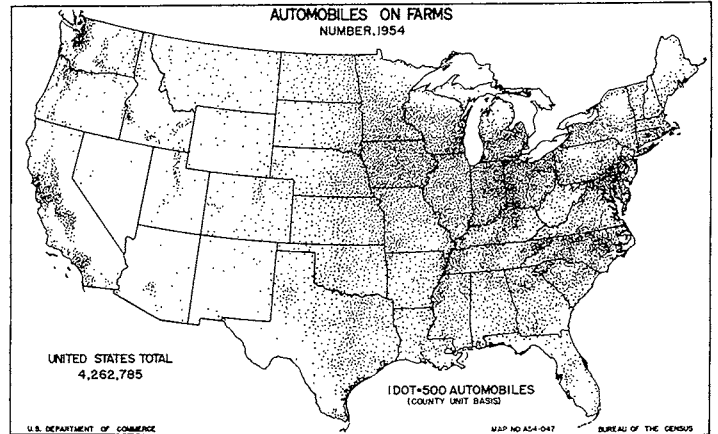 AUTOMOBILES ON FARMS
NUMBER, 1954
UNITED STATES TOTAL
4,262,785
1 DOT=500 AUTOMOBILES
(COUNTY UNIT BASIS)
U.S. DEPARTMENT OF COMMERCE
MAP NO A54-047
BUREAU OF THE CENSUS